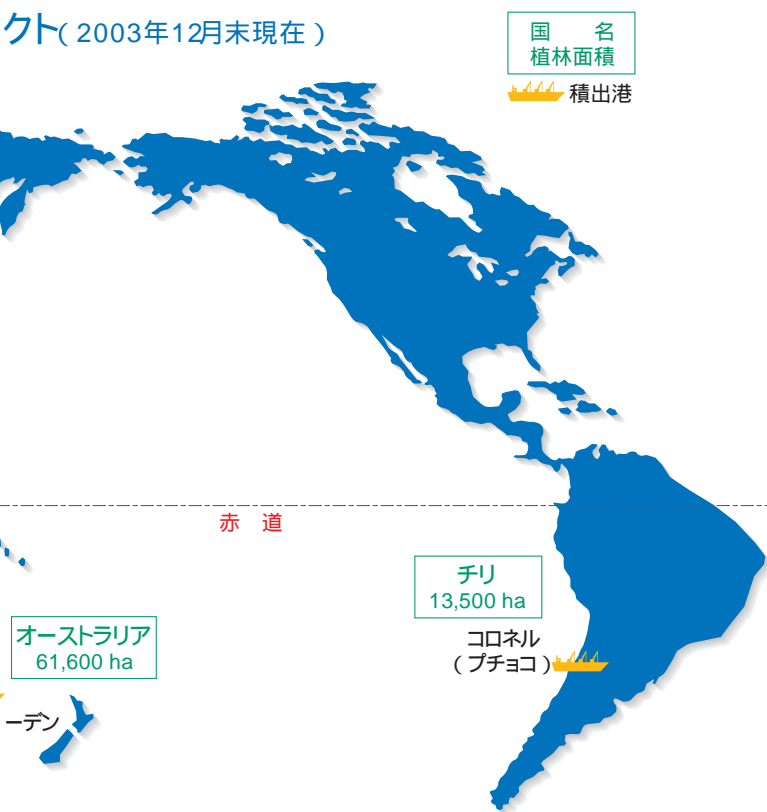 クト(2003年12月末現在)
国 名
植林面積
積出港
赤 道
チリ
13,500 ha
コロネル
(プチョコ)
オーストラリア
61,600 ha
ーデン